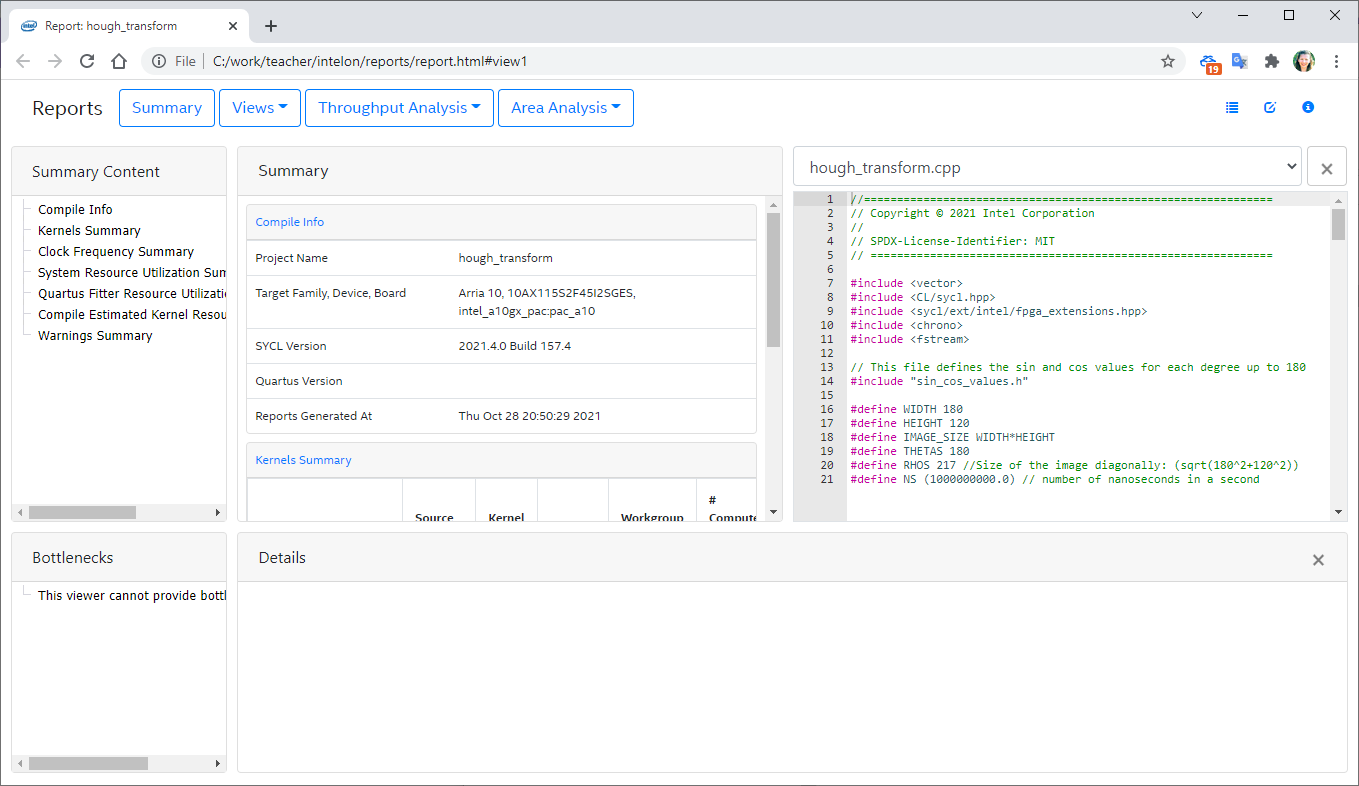 Report: hough_transform
File C:/work/teacher/intelon/reports/report.html#view1
19
Reports Summary Views Throughput Analysis Area Analysis
Summary Content
Compile Info
Kernels Summary
Clock Frequency Summary
System Resource Utilization Sum
Quartus Fitter Resource Utilizati
Compile Estimated Kernel Resou
Warnings Summary
Summary
Compile Info
Project Name hough_transform
Target Family, Device, Board Arria 10, 10AX115S2F45I2SGES,
intel_a10gx_pac:pac_a10
SYCL Version 2021.4.0 Build 157.4
Quartus Version
Reports Generated At Thu Oct 28 20:50:29 2021
Kernels Summary
#
Source Kernel Workgroup Compute
hough_transform.cpp
1 //==============================================================
2 // Copyright © 2021 Intel Corporation
3 //
4 // SPDX-License-Identifier: MIT
5 // =============================================================
6
7 #include <vector>
8 #include <CL/sycl.hpp>
9 #include <sycl/ext/intel/fpga_extensions.hpp>
10 #include <chrono>
11 #include <fstream>
12
13 // This file defines the sin and cos values for each degree up to 180
14 #include "sin_cos_values.h"
15
16 #define WIDTH 180
17 #define HEIGHT 120
18 #define IMAGE_SIZE WIDTH*HEIGHT
19 #define THETAS 180
20 #define RHOS 217 //Size of the image diagonally: (sqrt(180^2+120^2))
21 #define NS (1000000000.0) // number of nanoseconds in a second
Bottlenecks
This viewer cannot provide bottl
Details